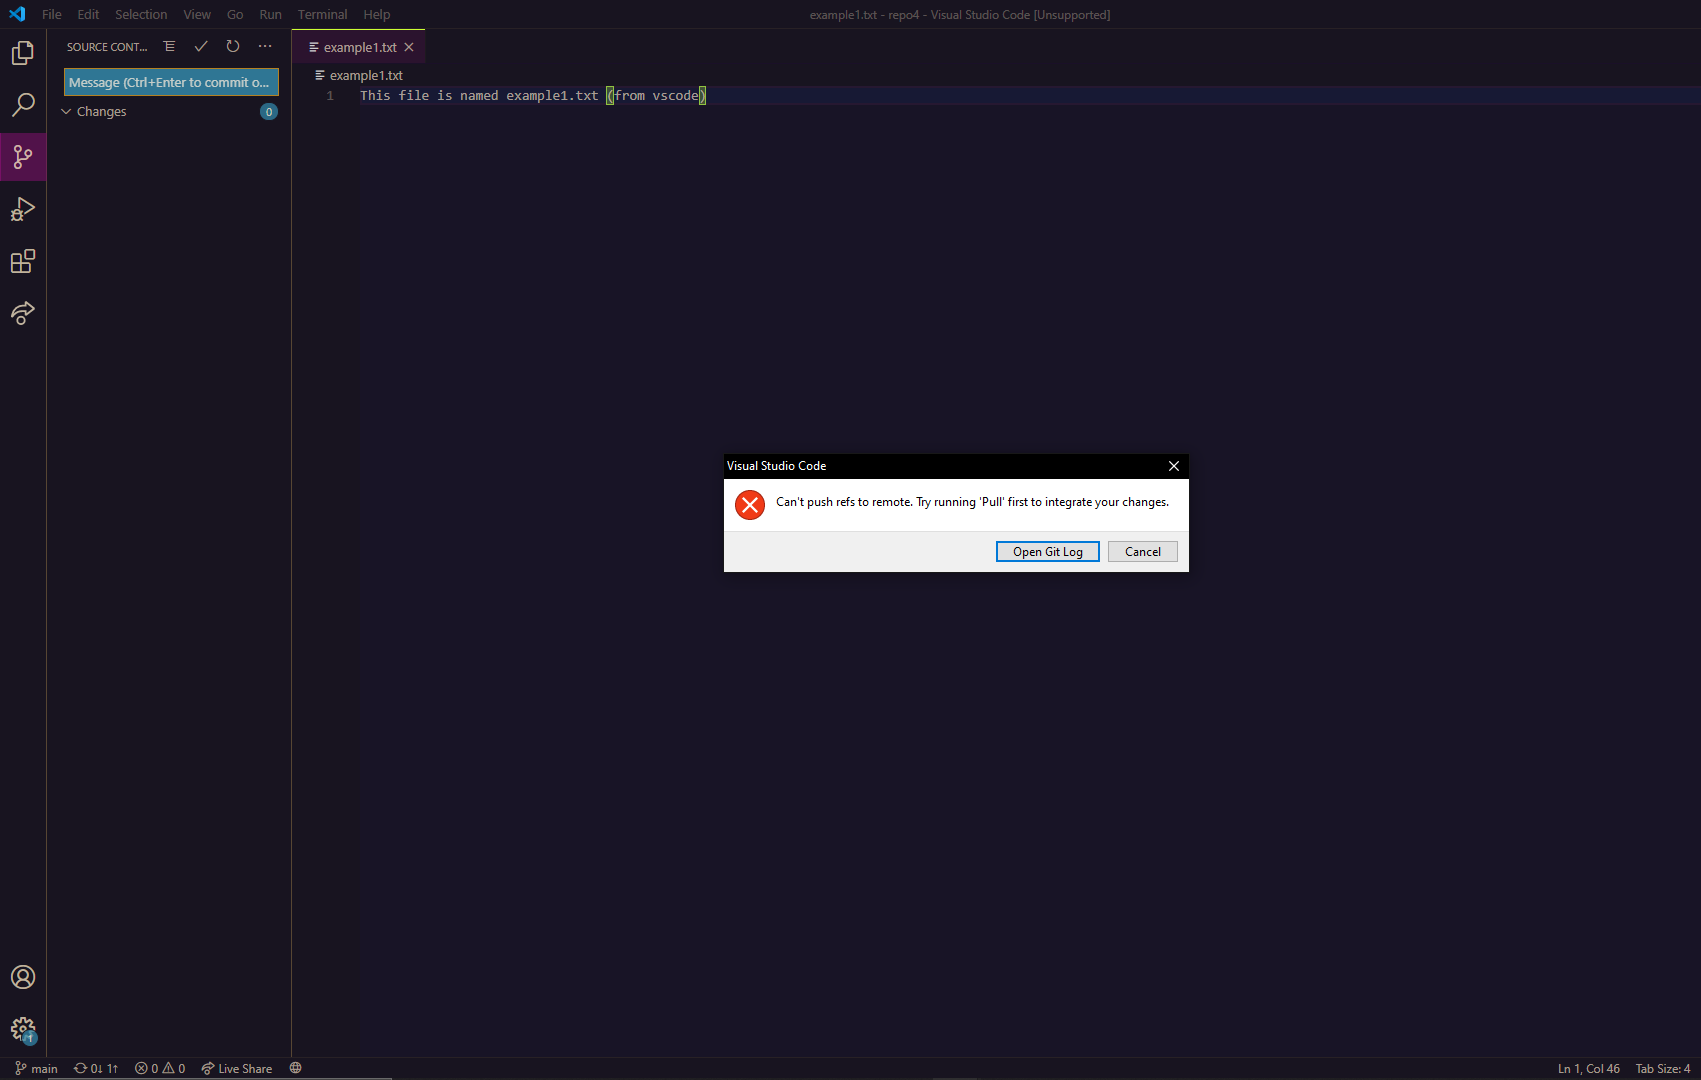 File Edit Selection View Go Run Terminal Help
example1.txt - repo4 - Visual Studio Code [Unsupported]
SOURCE CONT...
example1.txt
Message (Ctrl+Enter to commit o...
example1.txt
1 This file is named example1.txt (from vscode)
Changes 0
Visual Studio Code
Can't push refs to remote. Try running 'Pull' first to integrate your changes.
Open Git Log Cancel
main 0↓ 1↑ 0 0 Live Share Ln 1, Col 46 Tab Size: 4